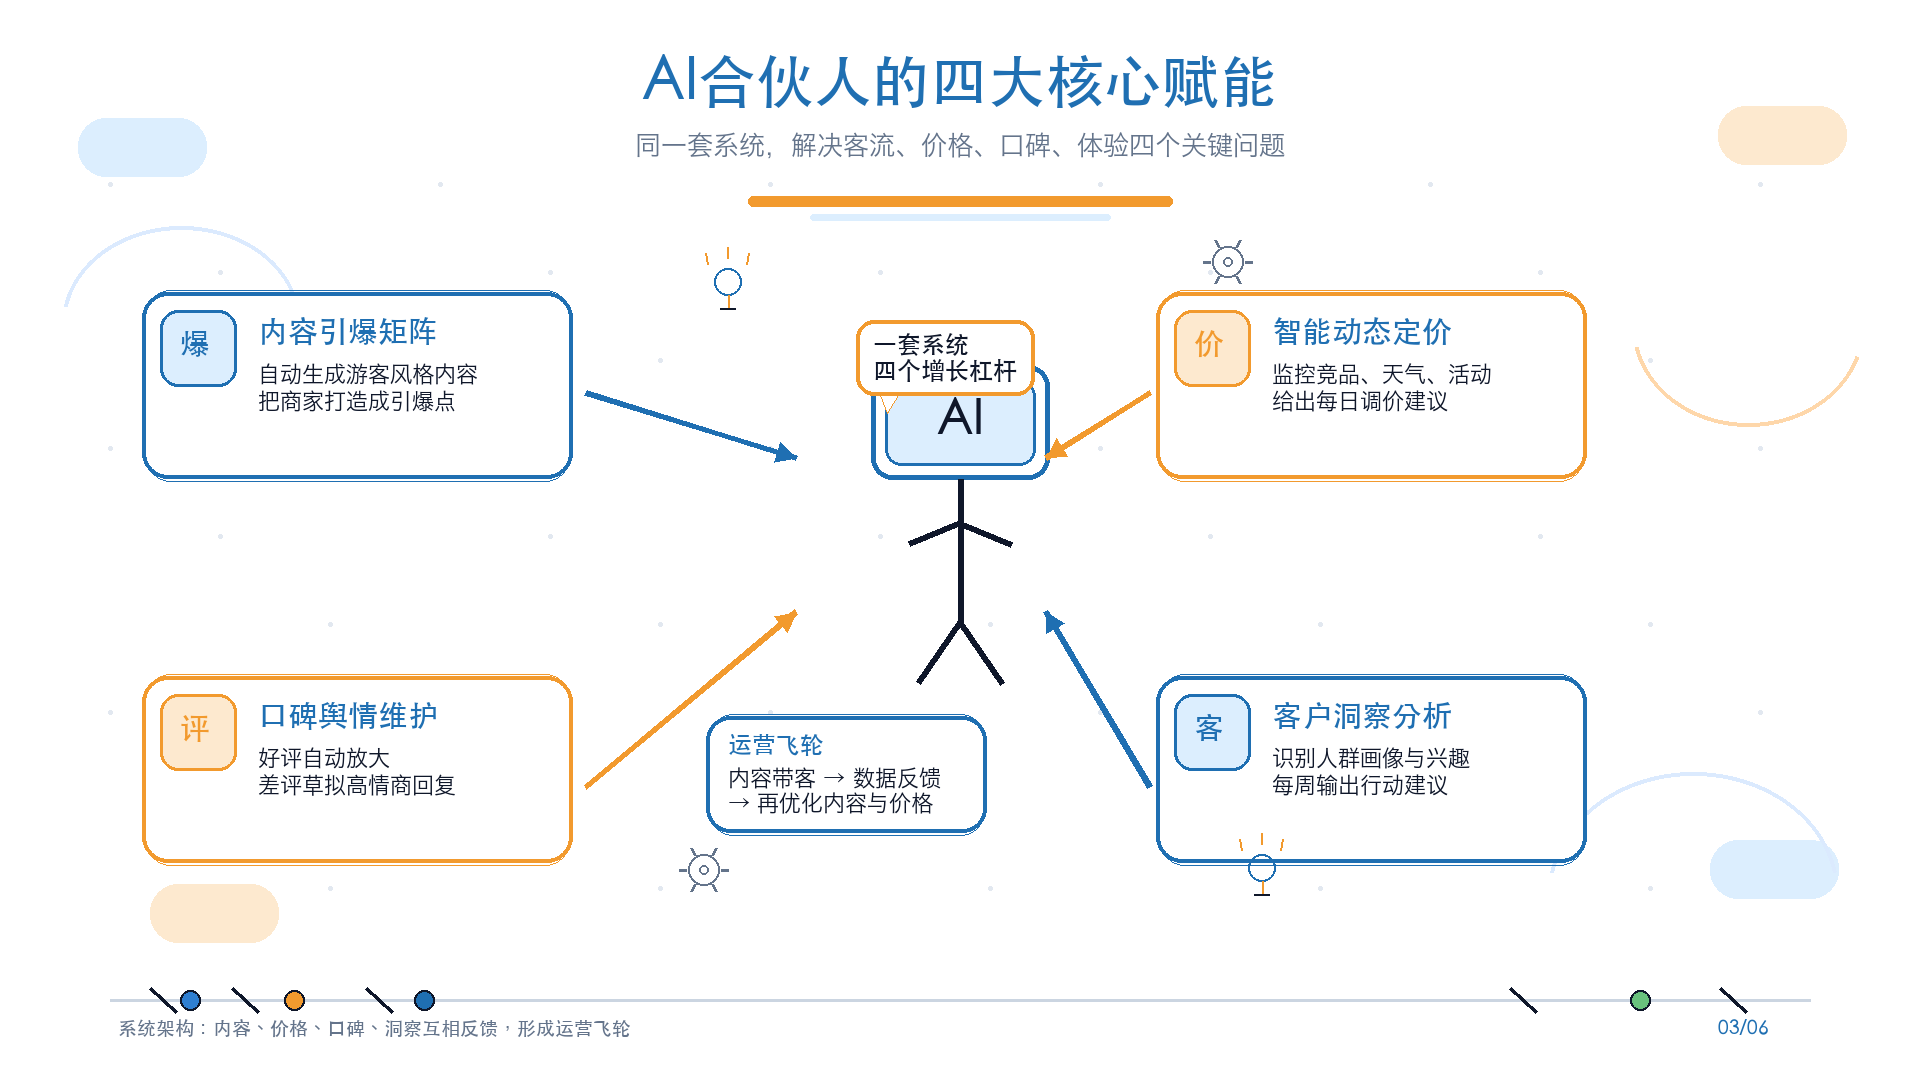 AI合伙人的四大核心赋能
同一套系统，解决客流、价格、口碑、体验四个关键问题
爆
内容引爆矩阵
自动生成游客风格内容
把商家打造成引爆点
一套系统
四个增长杠杆
AI
价
智能动态定价
监控竞品、天气、活动
给出每日调价建议
评
口碑舆情维护
好评自动放大
差评草拟高情商回复
运营飞轮
内容带客 → 数据反馈
→ 再优化内容与价格
客
客户洞察分析
识别人群画像与兴趣
每周输出行动建议
系统架构：内容、价格、口碑、洞察互相反馈，形成运营飞轮
03/06